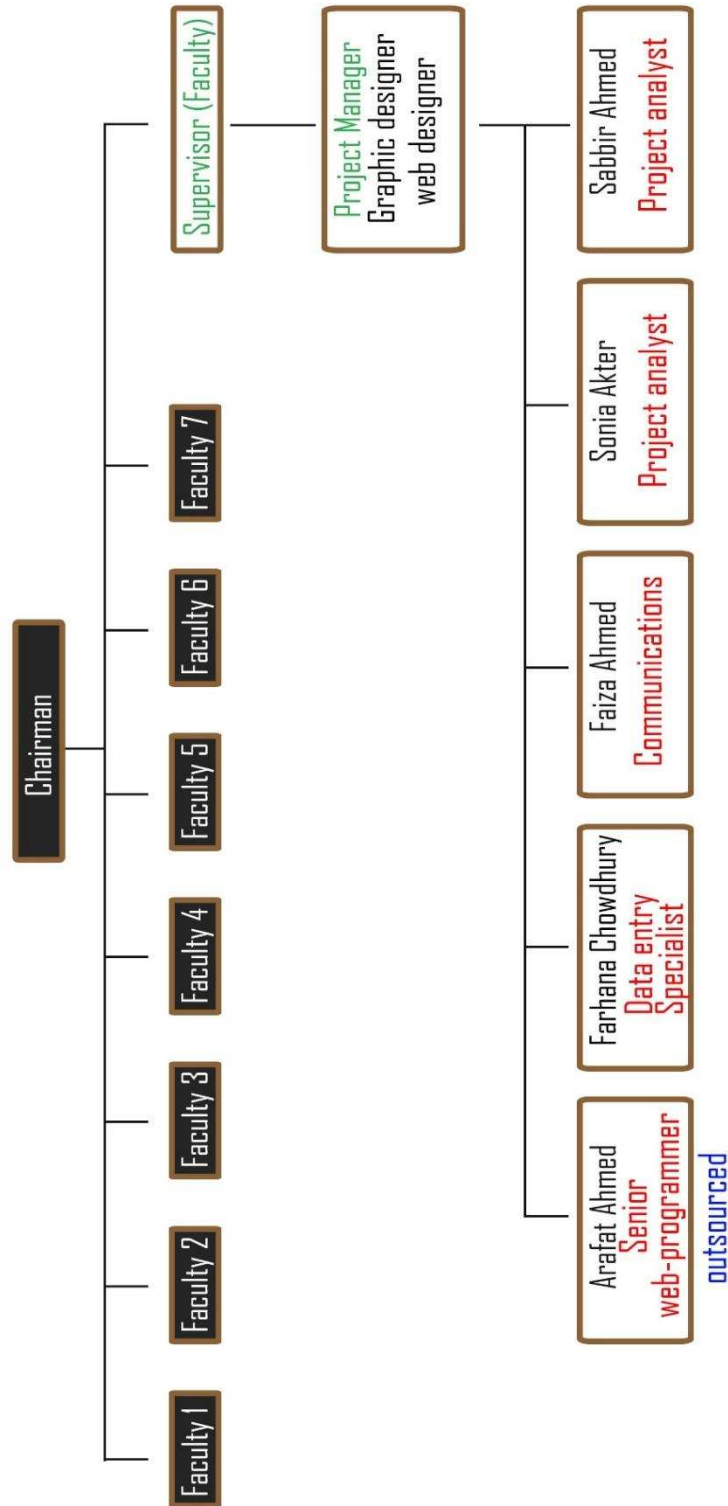 Chairman
Faculty 1
Faculty 2
Faculty 3
Faculty 4
Faculty 5
Faculty 6
Faculty 7
Supervisor (Faculty)
Project Manager
Graphic designer
web designer
Arafat Ahmed
Senior
web-programmer
outsourced
Farhana Chowdhury
Data entry
Specialist
Faiza Ahmed
Communications
Sonia Akter
Project analyst
Sabbir Ahmed
Project analyst